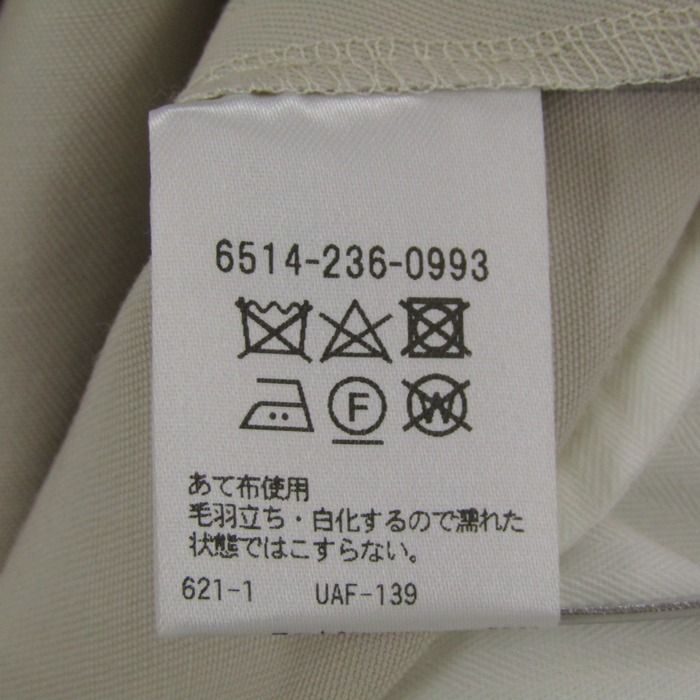 6514-236-0993
F W
あて布使用
毛羽立ち・白化するので濡れた
状態ではこすらない。
621-1 UAF-139